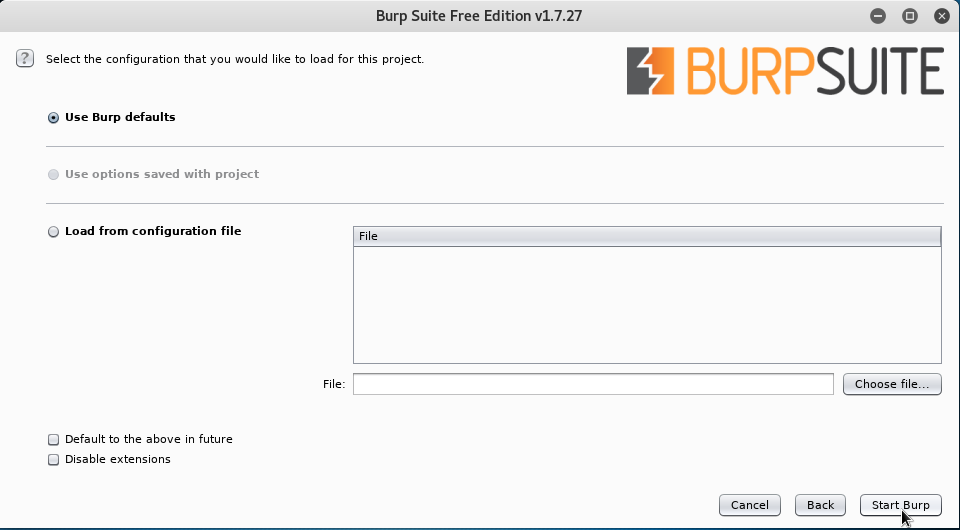 Burp Suite Free Edition v1.7.27
?
Select the configuration that you would like to load for this project.
BURPSUITE
Use Burp defaults
Use options saved with project
Load from configuration file
File
File:
Choose file...
Default to the above in future
Disable extensions
Cancel
Back
Start Burp